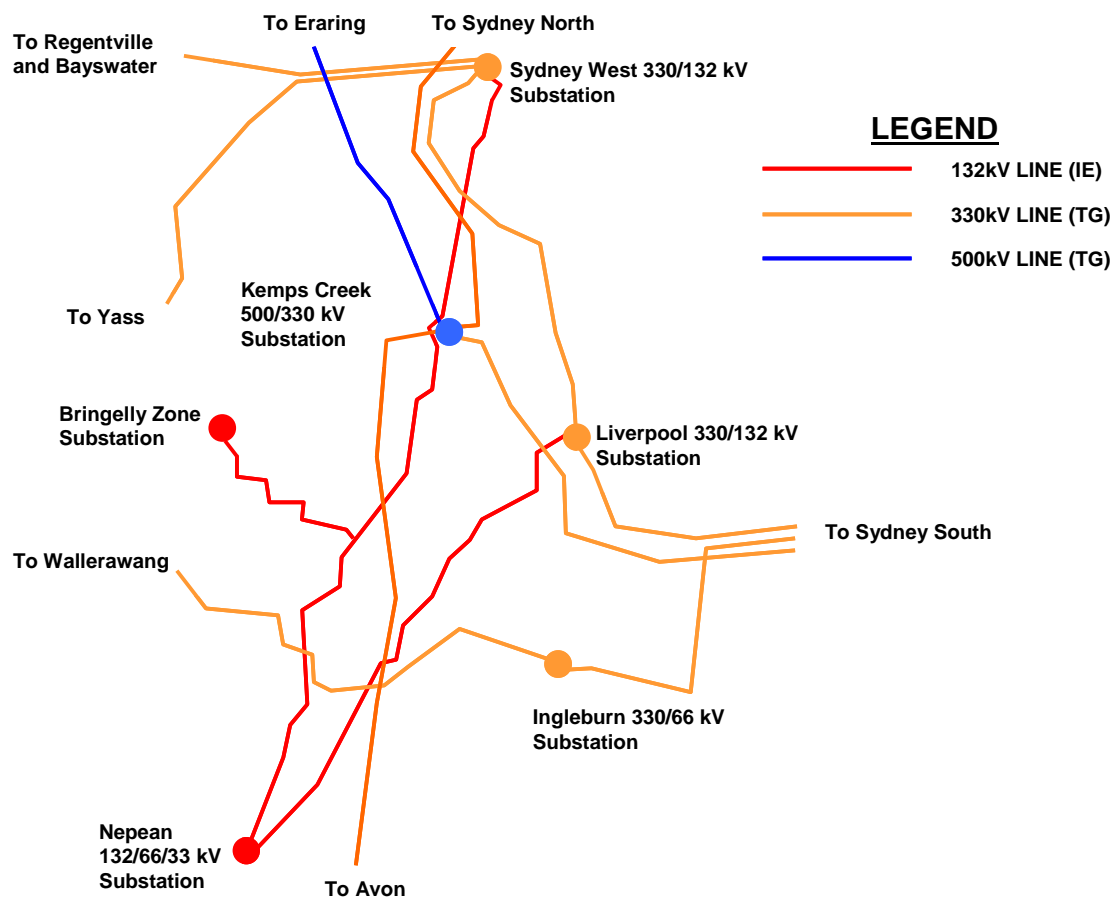 To Eraring
To Sydney North
To Regentville
and Bayswater
Sydney West 330/132 kV
Substation
LEGEND
132kV LINE (IE)
330kV LINE (TG)
500kV LINE (TG)
Kemps Creek
500/330 kV
Substation
To Yass
Bringelly Zone
Substation
Liverpool 330/132 kV
Substation
To Sydney South
To Wallerawang
Ingleburn 330/66 kV
Substation
Nepean
132/66/33 kV
Substation
To Avon